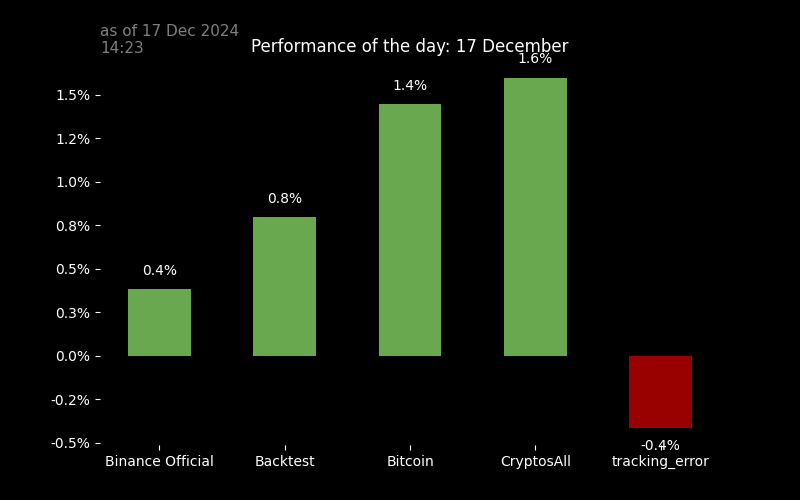 as of 17 Dec 2024
14:23
Performance of the day: 17 December
1.6%
1.5%
1.4%
1.2%
1.0%
0.8%
0.8%
0.5%
0.4%
0.3%
0.0%
-0.2%
-0.5%
-0.4%
Binance Official
Backtest
Bitcoin
CryptosAll
tracking_error